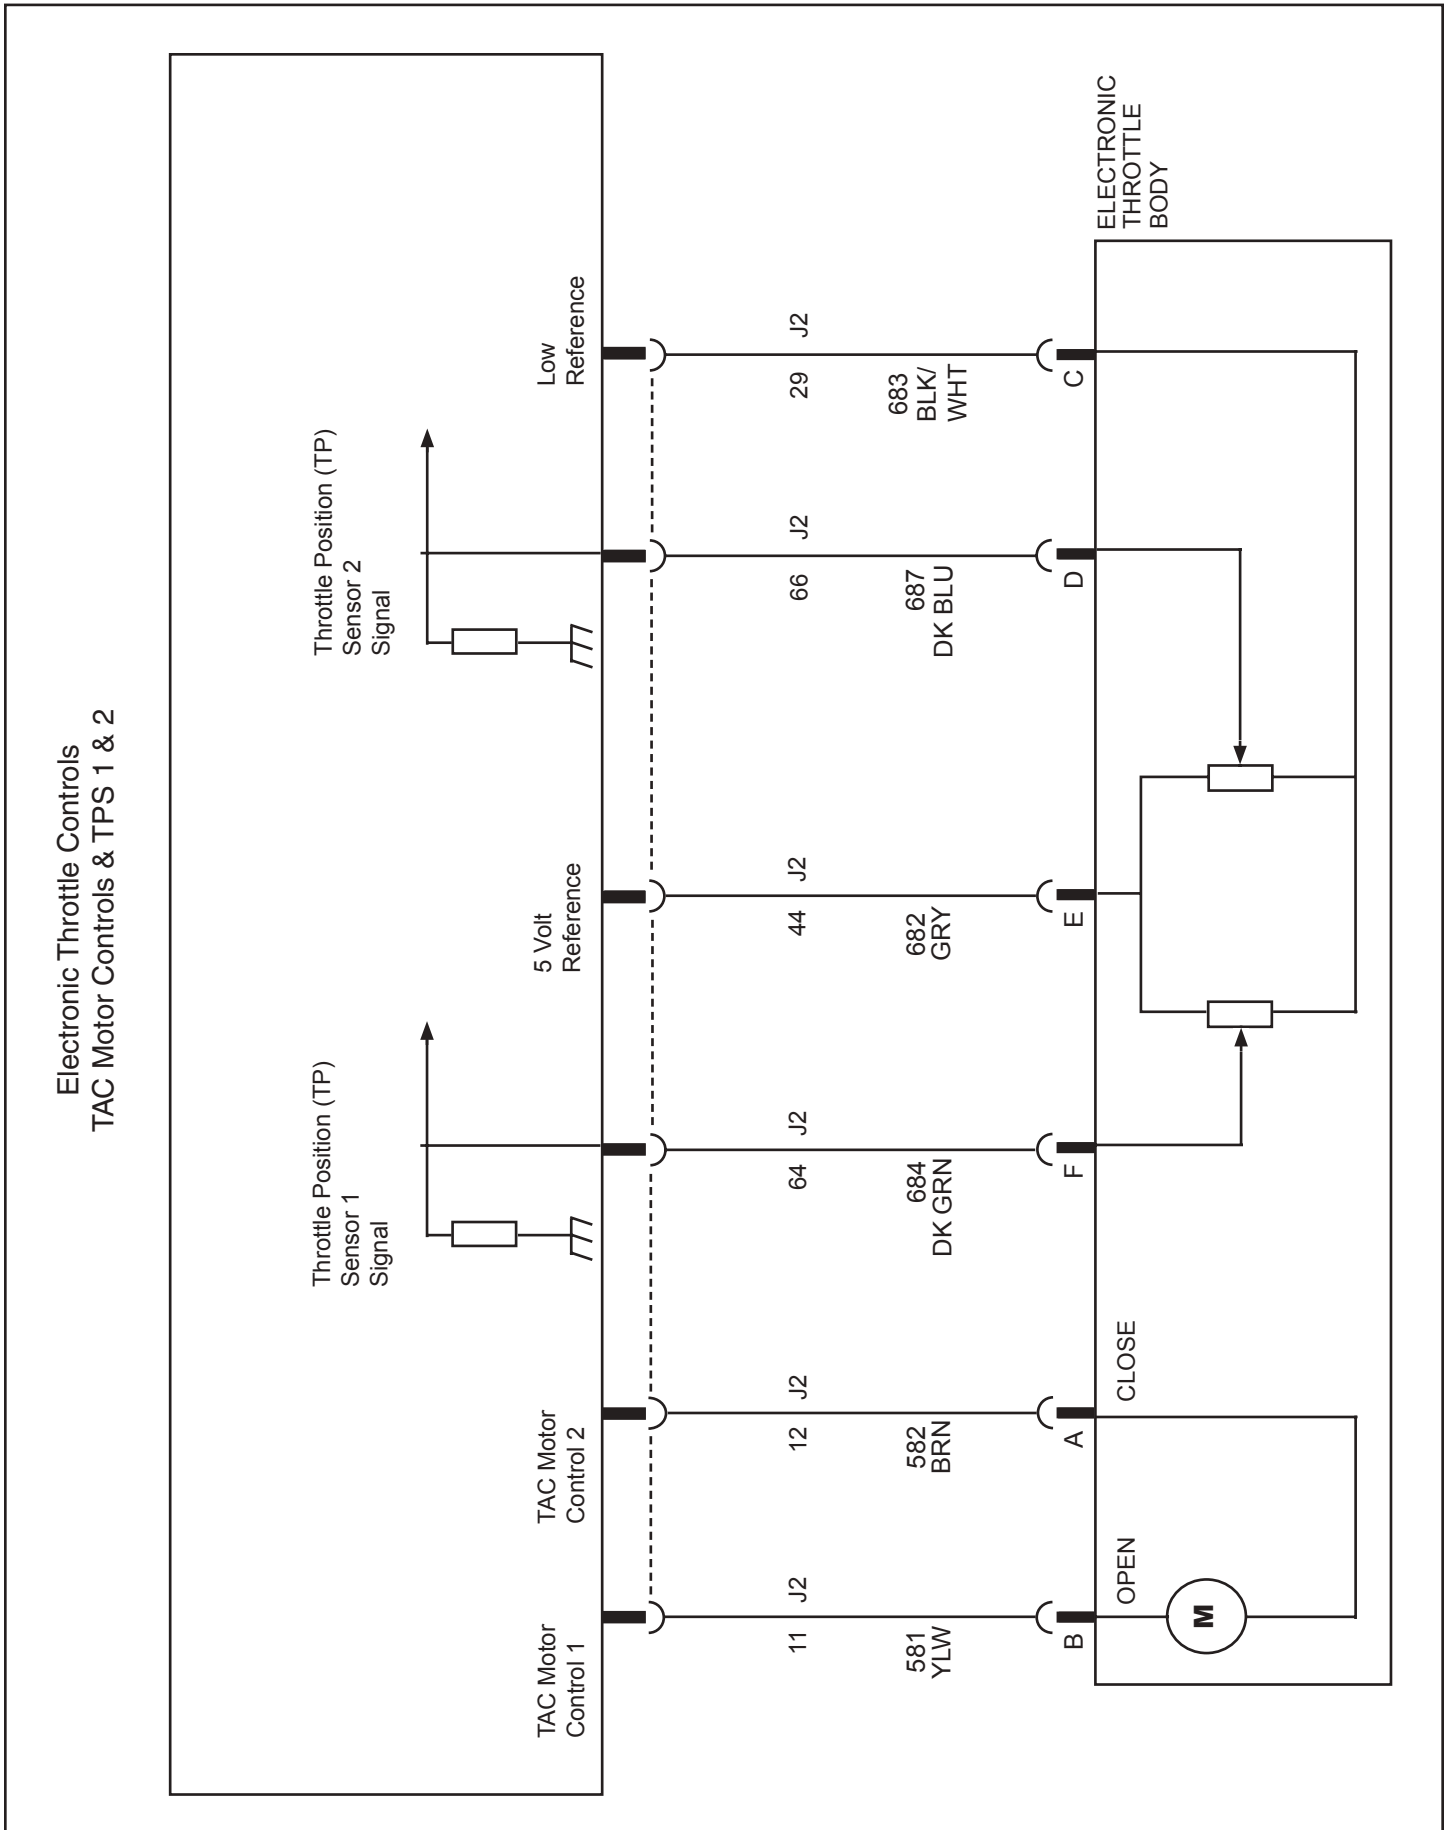 Electronic Throttle Controls
TAC Motor Controls & TPS 1 & 2
TAC Motor
Control 1
TAC Motor
Control 2
Throttle Position (TP)
Sensor 1
Signal
5 Volt
Reference
Throttle Position (TP)
Sensor 2
Signal
Low
Reference
11 J2
12 J2
64 J2
44 J2
66 J2
29 J2
581
YLW
582
BRN
684
DK GRN
682
GRY
687
DK BLU
683
BLK/
WHT
B
A
F
E
D
C
OPEN
CLOSE
ELECTRONIC
THROTTLE
BODY
M